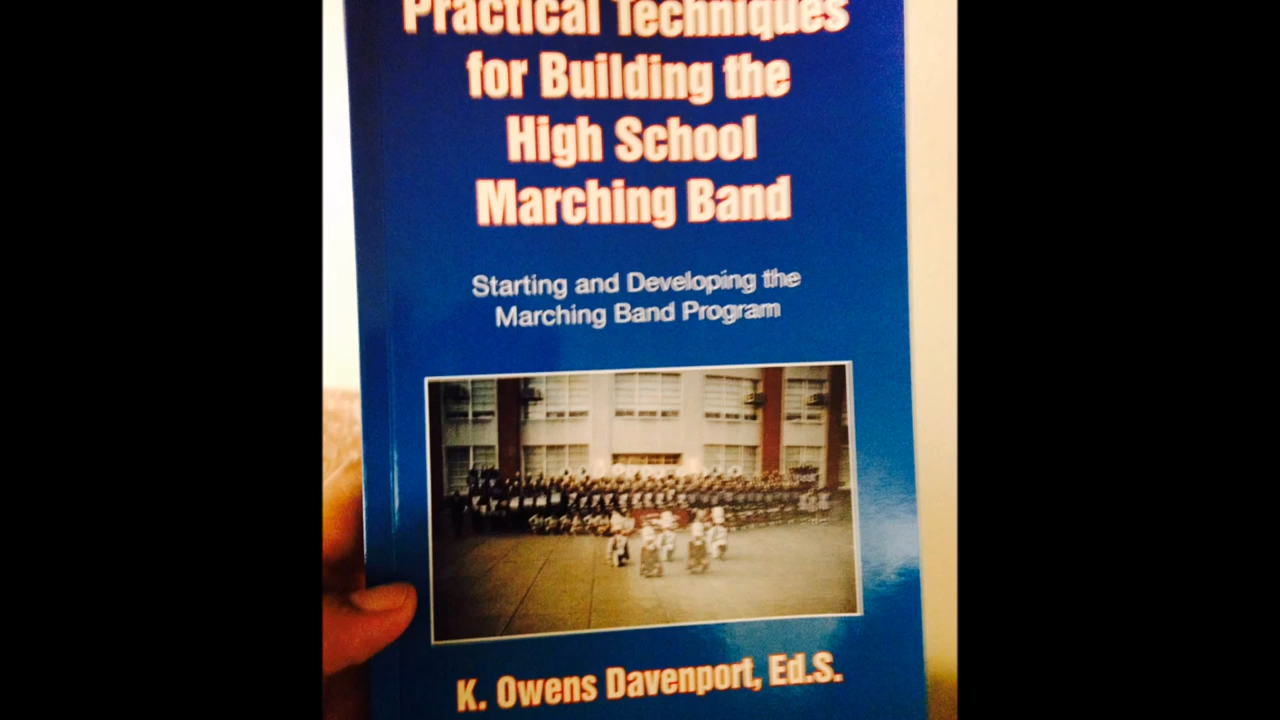 Practical Techniques
for Building the
High School
Marching Band
Starting and Developing the
Marching Band Program
K. Owens Davenport, Ed.S.